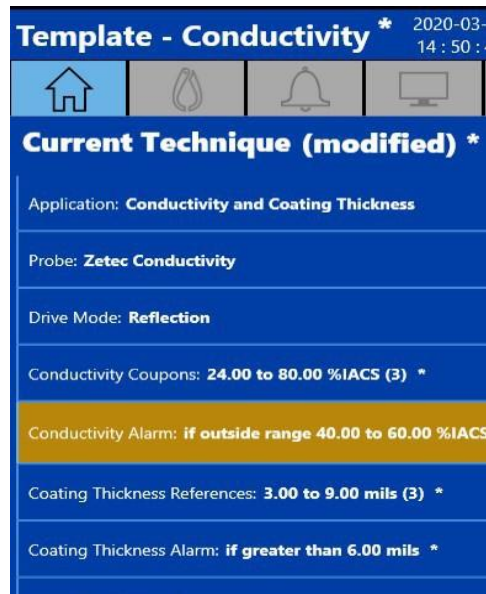 Template - Conductivity *
2020-03-
14 : 50 :
Current Technique (modified) *
Application: Conductivity and Coating Thickness
Probe: Zetec Conductivity
Drive Mode: Reflection
Conductivity Coupons: 24.00 to 80.00 %IACS (3) *
Conductivity Alarm: if outside range 40.00 to 60.00 %IACS
Coating Thickness References: 3.00 to 9.00 mils (3) *
Coating Thickness Alarm: if greater than 6.00 mils *